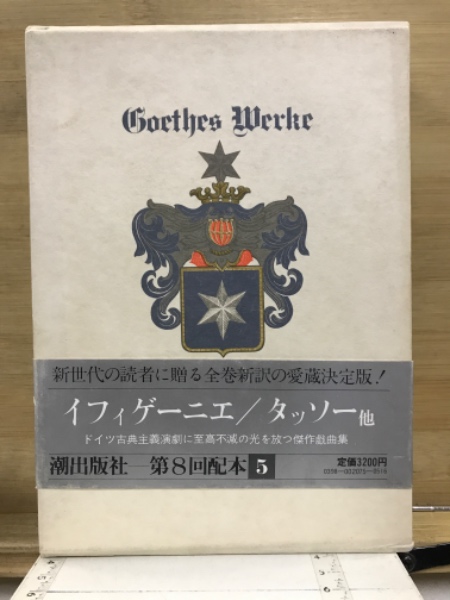 Goethes Werke
新世代の読者に贈る全巻新訳の愛蔵決定版！
イフィゲーニエ／タッソー他
ドイツ古典主義演劇に至高不滅の光を放つ傑作戯曲集
潮出版社—第8回配本 5
定価3200円